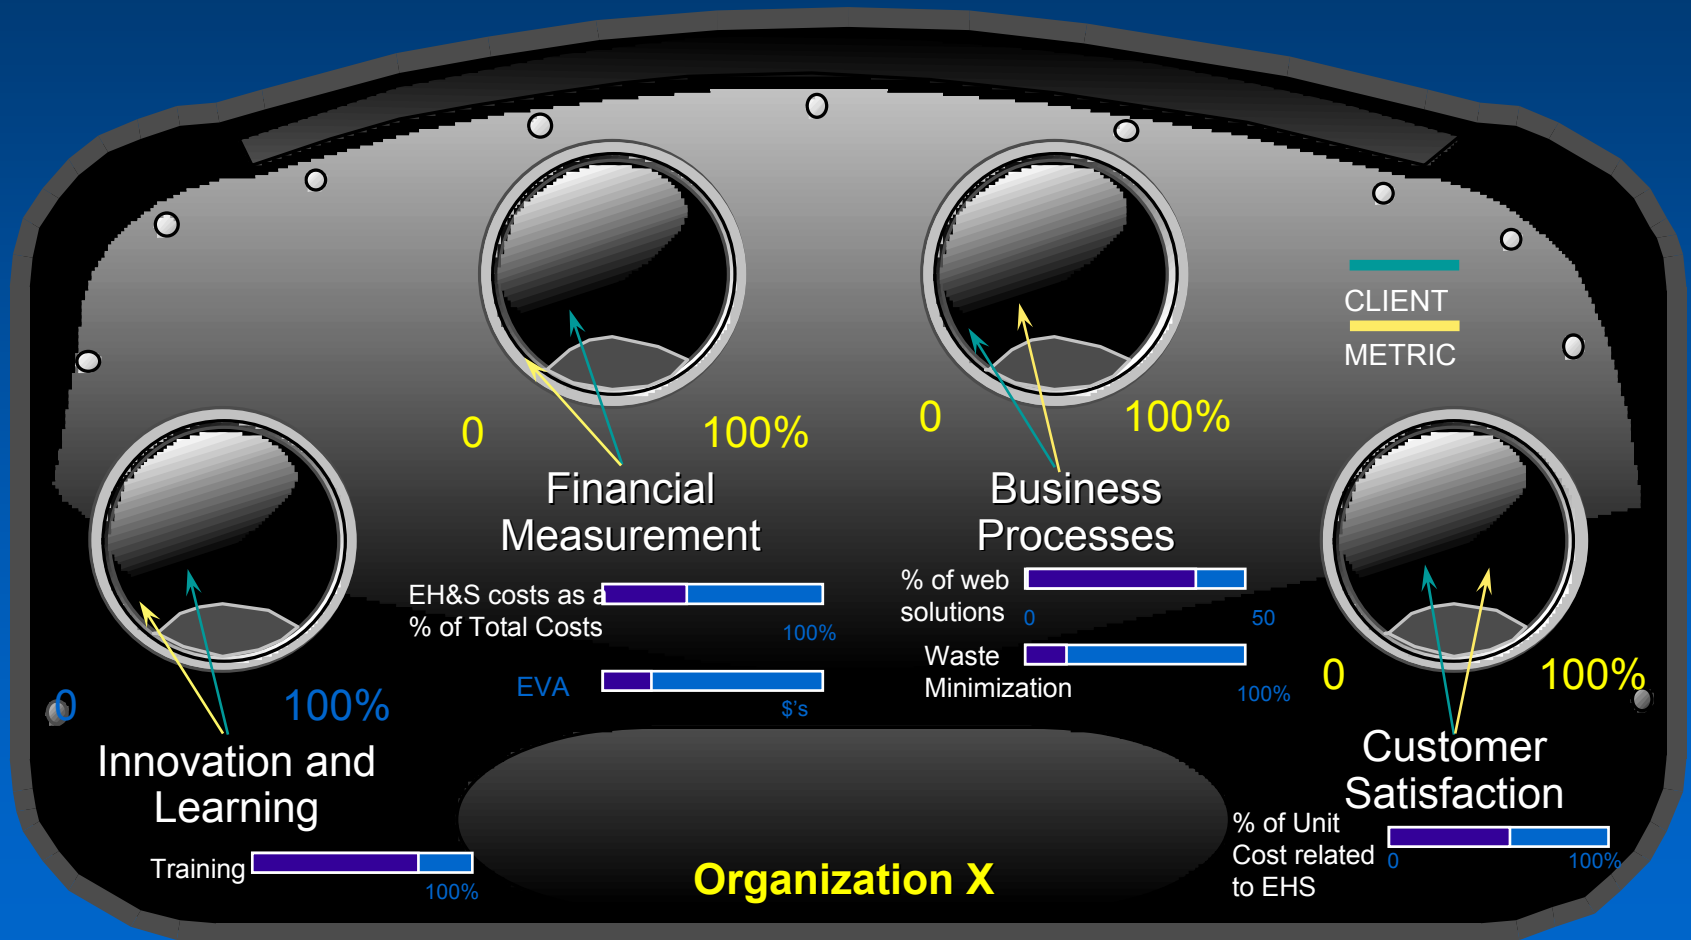 CLIENT
METRIC
0
100%
Financial
Measurement
EH&S costs as a
% of Total Costs
100%
EVA
$'s
0
100%
Business
Processes
% of web
solutions
0
50
Waste
Minimization
100%
0
100%
Innovation and
Learning
Training
100%
0
100%
Customer
Satisfaction
% of Unit
Cost related
to EHS
0
100%
Organization X